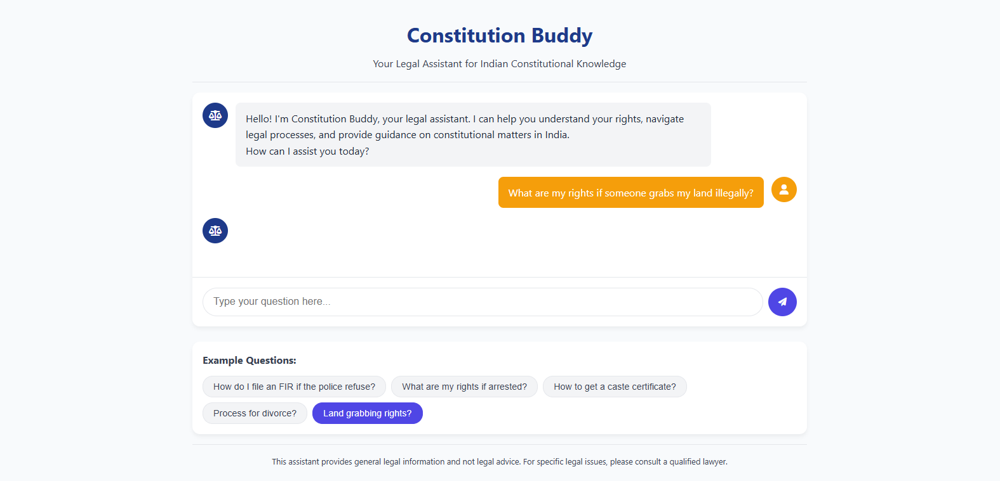 Constitution Buddy
Your Legal Assistant for Indian Constitutional Knowledge
Hello! I'm Constitution Buddy, your legal assistant. I can help you understand your rights, navigate
legal processes, and provide guidance on constitutional matters in India.
How can I assist you today?
What are my rights if someone grabs my land illegally?
Type your question here...
Example Questions:
How do I file an FIR if the police refuse?
What are my rights if arrested?
How to get a caste certificate?
Process for divorce?
Land grabbing rights?
This assistant provides general legal information and not legal advice. For specific legal issues, please consult a qualified lawyer.